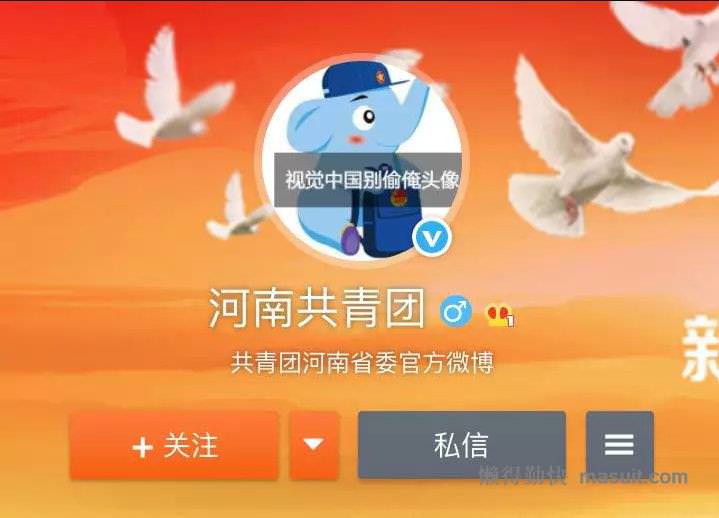 视觉中国别偷俺头像
河南共青团
共青团河南省委官方微博
新
+ 关注
私信
懒得勤快 masuit.com